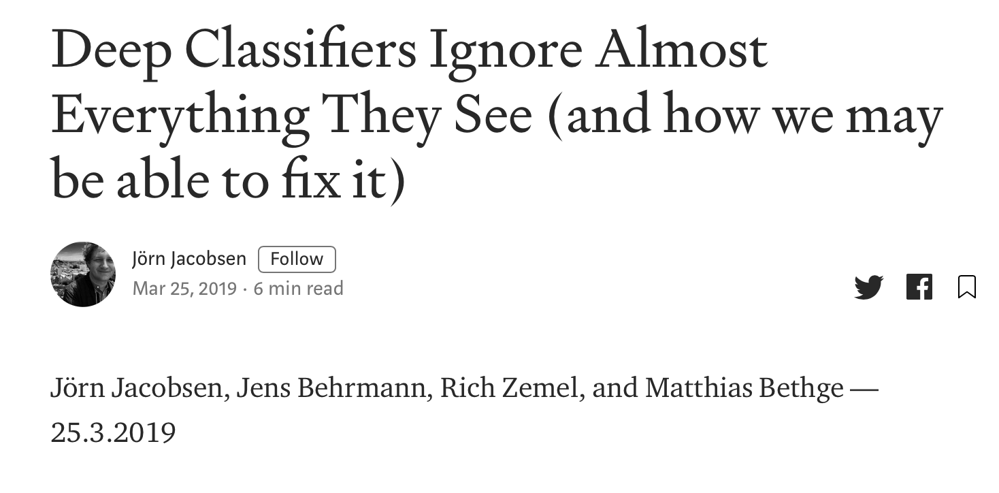 Deep Classifiers Ignore Almost
Everything They See (and how we may
be able to fix it)
Jörn Jacobsen Follow
Mar 25, 2019 · 6 min read
Jörn Jacobsen, Jens Behrmann, Rich Zemel, and Matthias Bethge —
25.3.2019